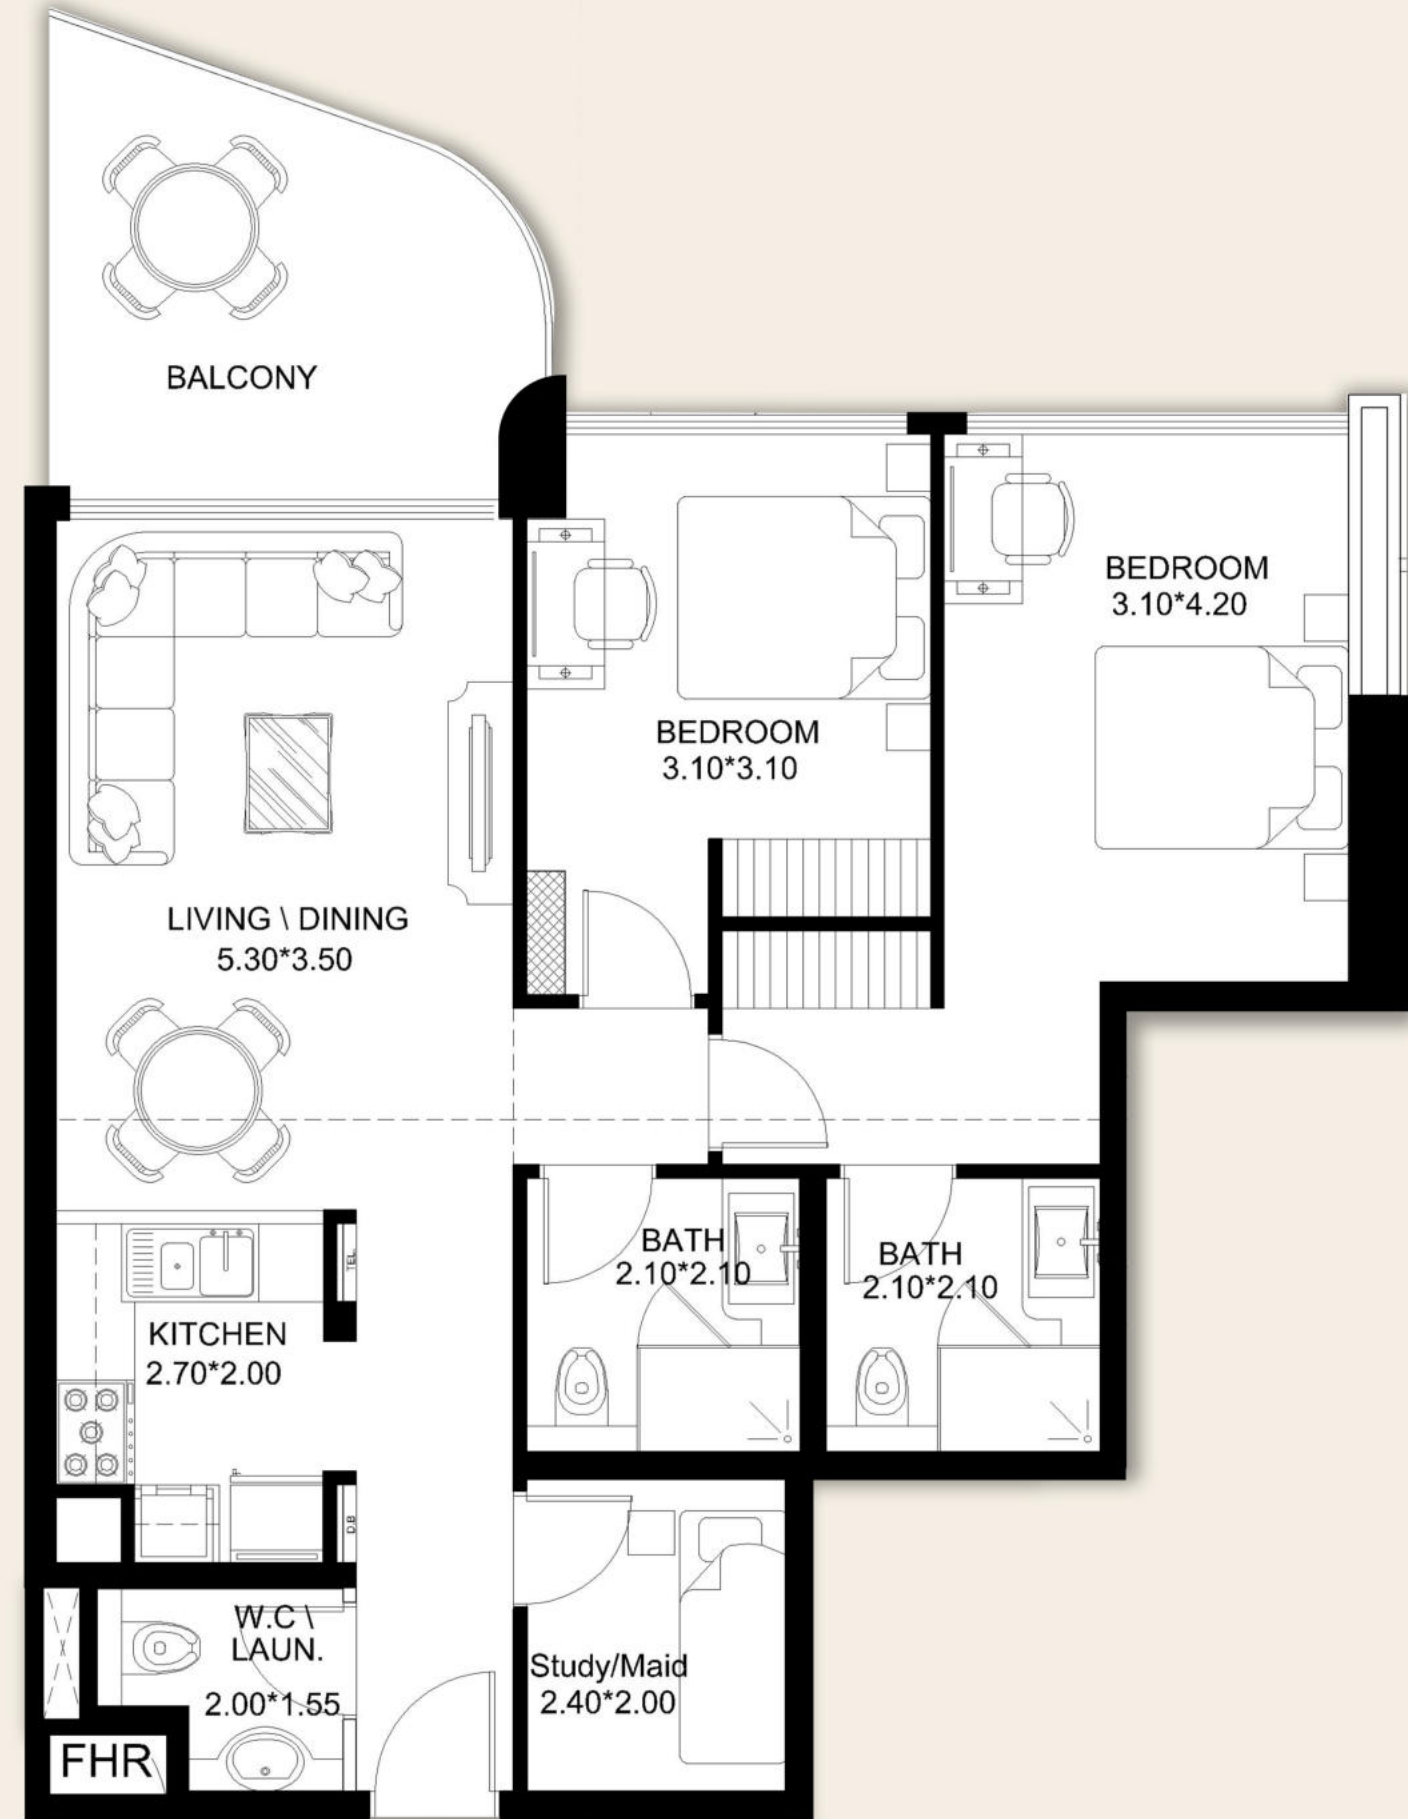 BALCONY
BEDROOM
3.10*4.20
BEDROOM
3.10*3.10
LIVING \ DINING
5.30*3.50
BATH
2.10*2.10
BATH
2.10*2.10
TEL.
KITCHEN
2.70*2.00
D.B
W.C \
LAUN.
2.00*1.55
Study/Maid
2.40*2.00
FHR